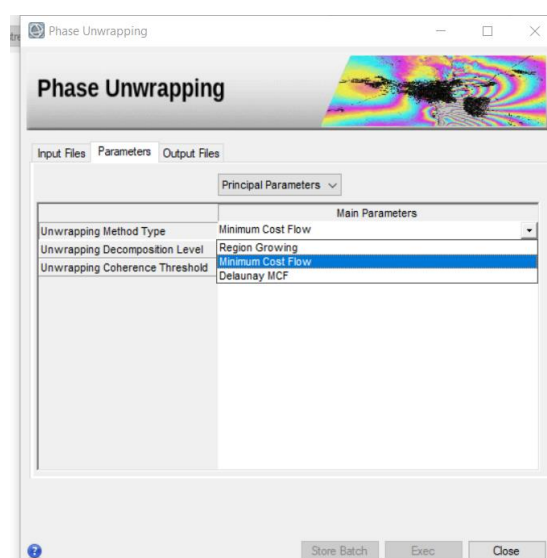 tre
Phase Unwrapping
Phase Unwrapping
Input Files Parameters Output Files
Principal Parameters
Main Parameters
Unwrapping Method Type Minimum Cost Flow
Unwrapping Decomposition Level Region Growing
Minimum Cost Flow
Unwrapping Coherence Threshold
Delaunay MCF
? Store Batch Exec Close